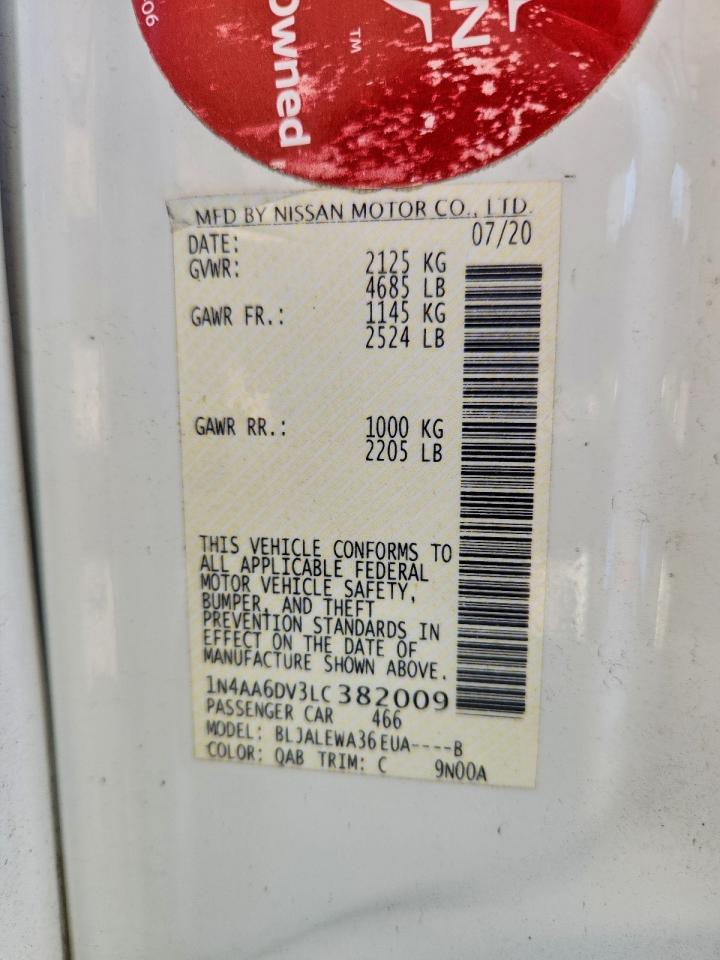 06
Owned
TM
N
MFD BY NISSAN MOTOR CO., LTD.
DATE: 07/20
GVWR: 2125 KG
4685 LB
GAWR FR.: 1145 KG
2524 LB
GAWR RR.: 1000 KG
2205 LB
THIS VEHICLE CONFORMS TO
ALL APPLICABLE FEDERAL
MOTOR VEHICLE SAFETY,
BUMPER, AND THEFT
PREVENTION STANDARDS IN
EFFECT ON THE DATE OF
MANUFACTURE SHOWN ABOVE.
1N4AA6DV3LC382009
PASSENGER CAR 466
MODEL: BLJALEWA36EUA----B
COLOR: QAB TRIM: C 9N00A